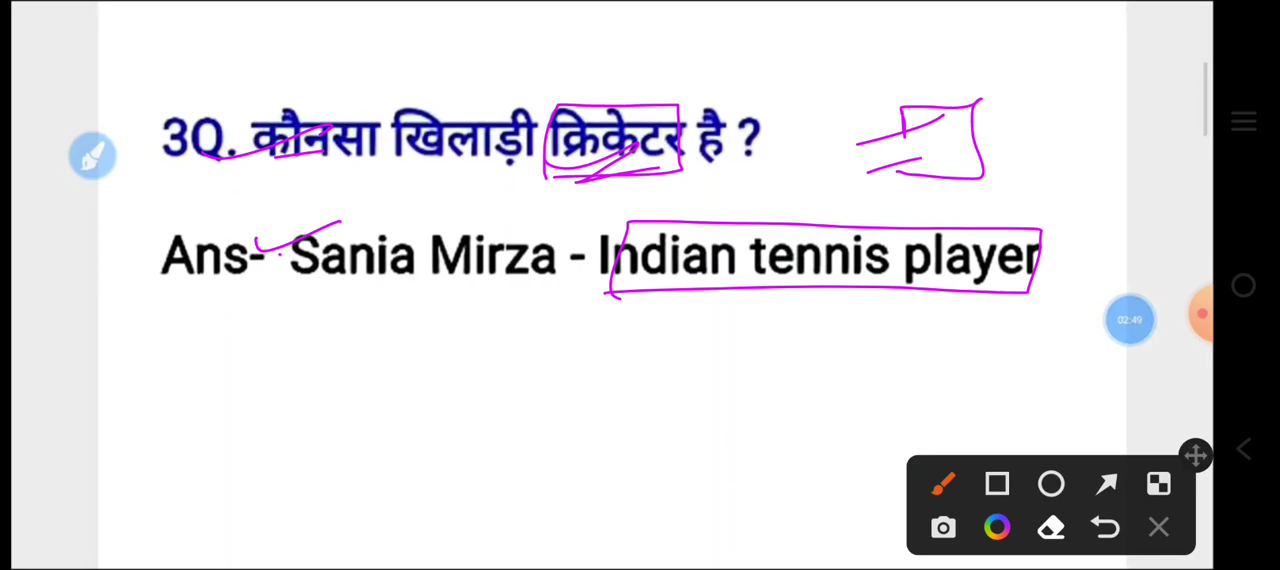 3Q. कौनसा खिलाड़ी क्रिकेटर है ?
Ans- Sania Mirza - Indian tennis player
02:49